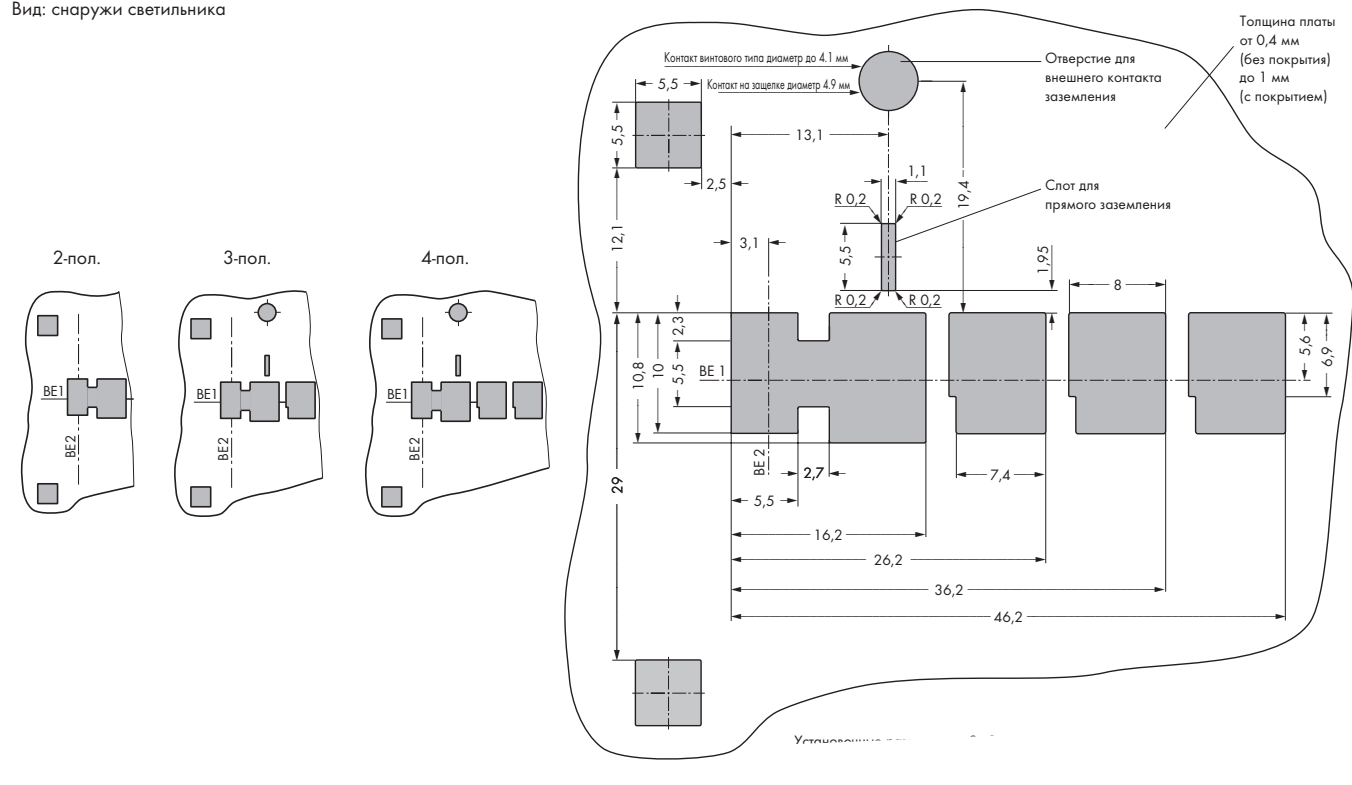 Вид: снаружи светильника
Толщина платы
от 0,4 мм
(без покрытия)
до 1 мм
(с покрытием)
Контакт винтового типа диаметр до 4.1 мм
Отверстие для
внешнего контакта
заземления
5,5
Контакт на защелке диаметр 4.9 мм
5,5
13,1
2,5
1,1
Слот для
прямого заземления
R 0,2
R 0,2
19,4
12,1
3,1
5,5
1,95
2-пол.
3-пол.
4-пол.
R 0,2
R 0,2
8
2,3
10,8
10
5,5
BE 1
5,6
6,9
BE1
BE1
BE1
BE2
BE2
BE2
BE 2
2,7
7,4
29
5,5
16,2
26,2
36,2
46,2
Установочные